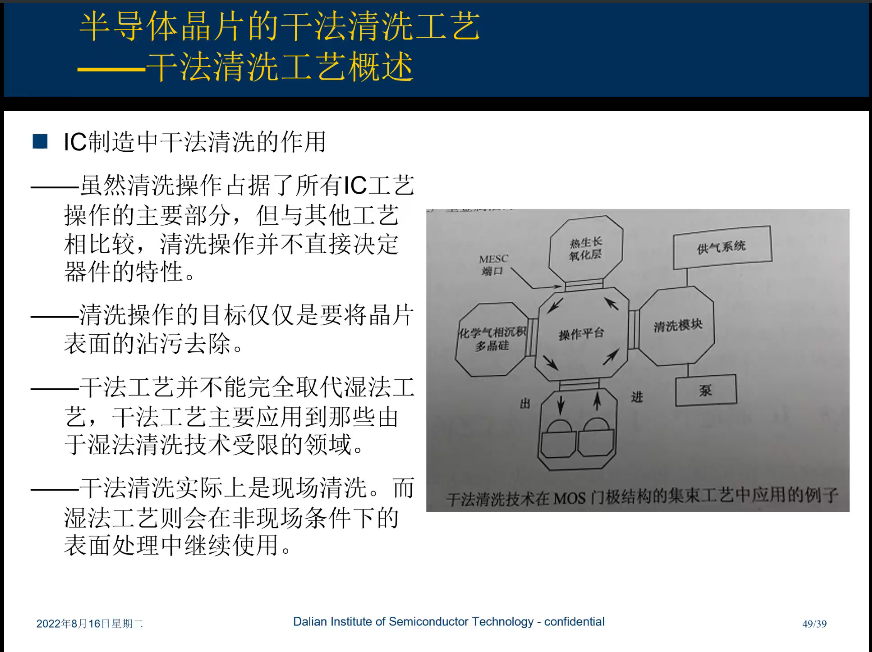 半导体晶片的干法清洗工艺
——干法清洗工艺概述
IC制造中干法清洗的作用
——虽然清洗操作占据了所有IC工艺
操作的主要部分，但与其他工艺
相比较，清洗操作并不直接决定
器件的特性。
——清洗操作的目标仅仅是要将晶片
表面的沾污去除。
——干法工艺并不能完全取代湿法工
艺，干法工艺主要应用到那些由
于湿法清洗技术受限的领域。
——干法清洗实际上是现场清洗。而
湿法工艺则会在非现场条件下的
表面处理中继续使用。
热生长
氧化层
MESC
端口
供气系统
化学气相沉积
多晶硅
操作平台
清洗模块
泵
出
进
干法清洗技术在 MOS 门极结构的集束工艺中应用的例子
2022年8月16日星期二
Dalian Institute of Semiconductor Technology - confidential
49/39